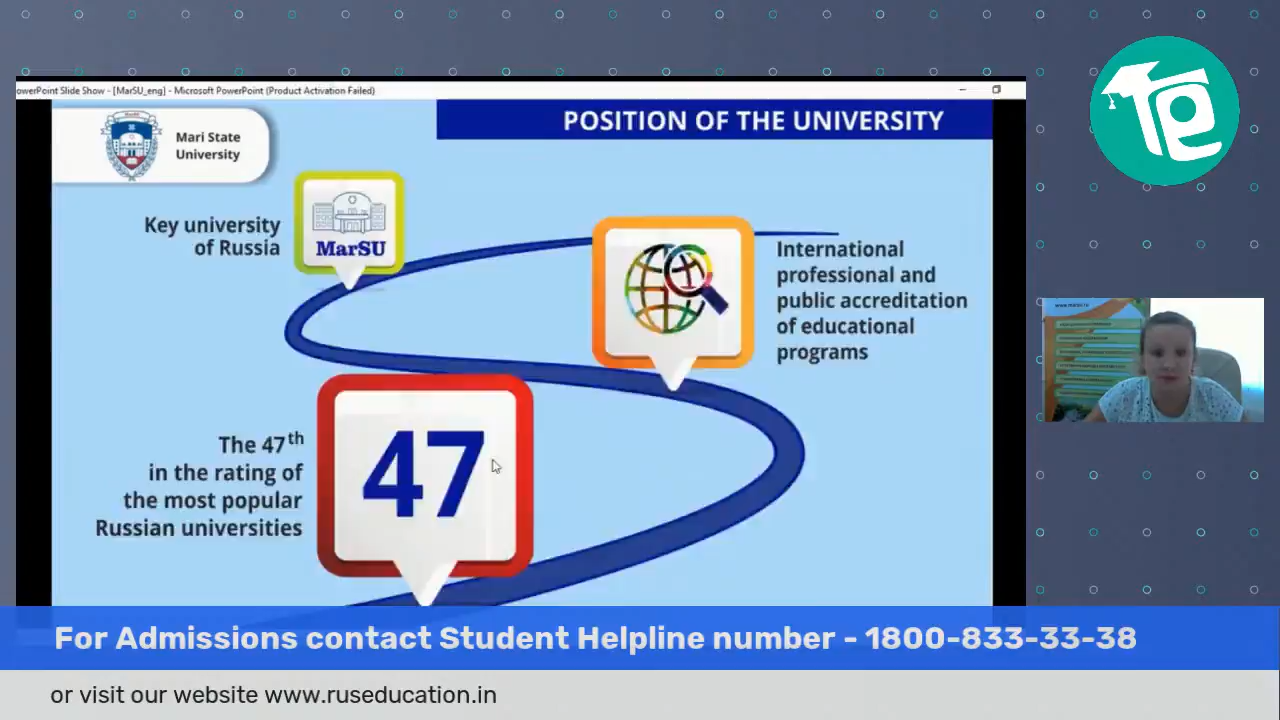 owerPoint Slide Show - [MarSU_eng] - Microsoft PowerPoint (Product Activation Failed)
POSITION OF THE UNIVERSITY
Mari State
University
Key university
of Russia
MarSU
International
professional and
public accreditation
of educational
programs
The 47th
in the rating of
the most popular
Russian universities
47
For Admissions contact Student Helpline number - 1800-833-33-38
or visit our website www.ruseducation.in